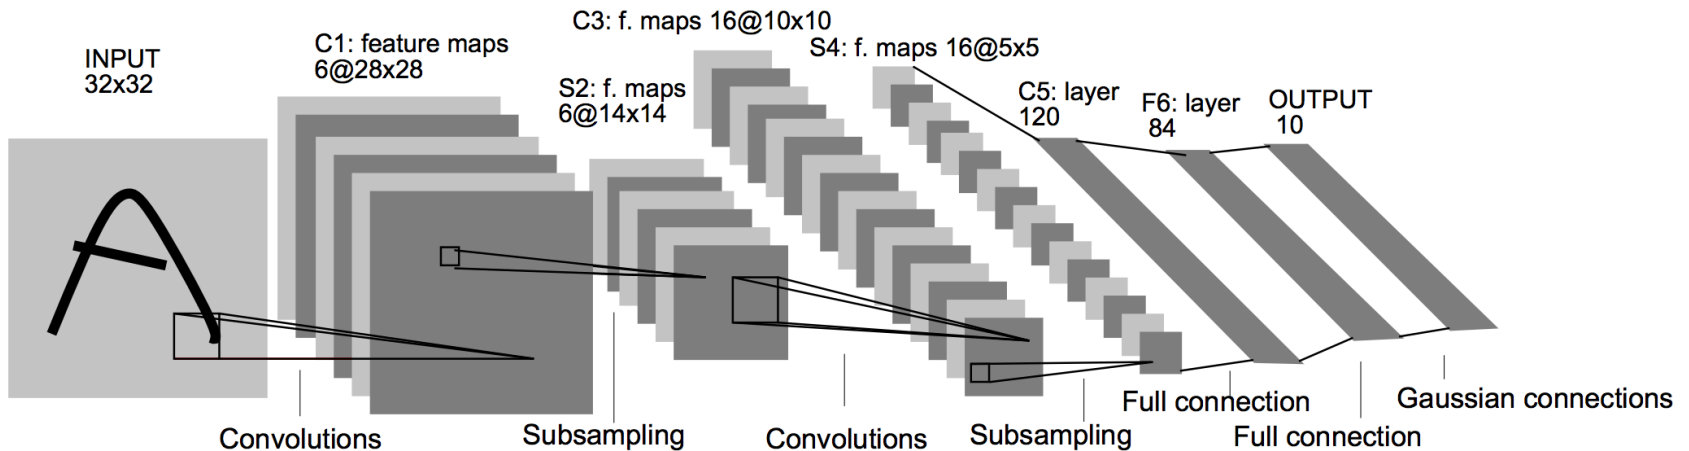 INPUT
32x32
C1: feature maps
6@28x28
S2: f. maps
6@14x14
C3: f. maps 16@10x10
S4: f. maps 16@5x5
C5: layer
120
F6: layer
84
OUTPUT
10
Convolutions
Subsampling
Convolutions
Subsampling
Full connection
Full connection
Gaussian connections